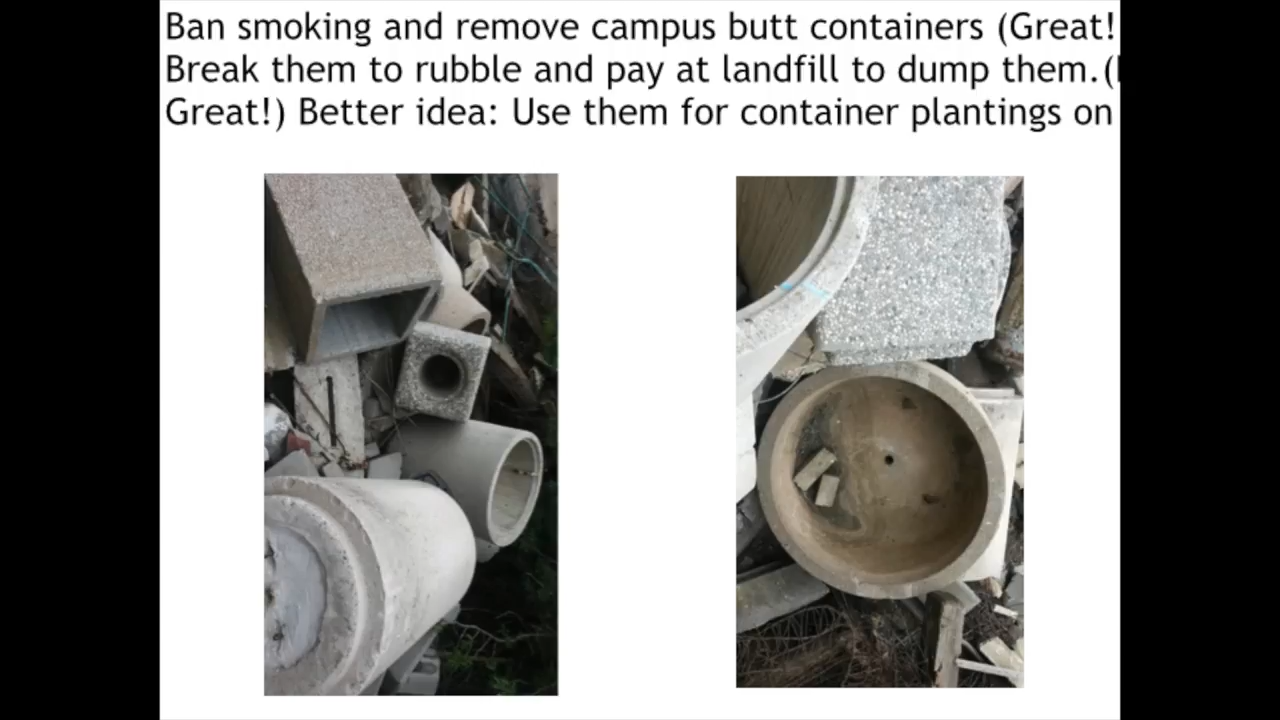 Ban smoking and remove campus butt containers (Great!
Break them to rubble and pay at landfill to dump them.(
Great!) Better idea: Use them for container plantings on